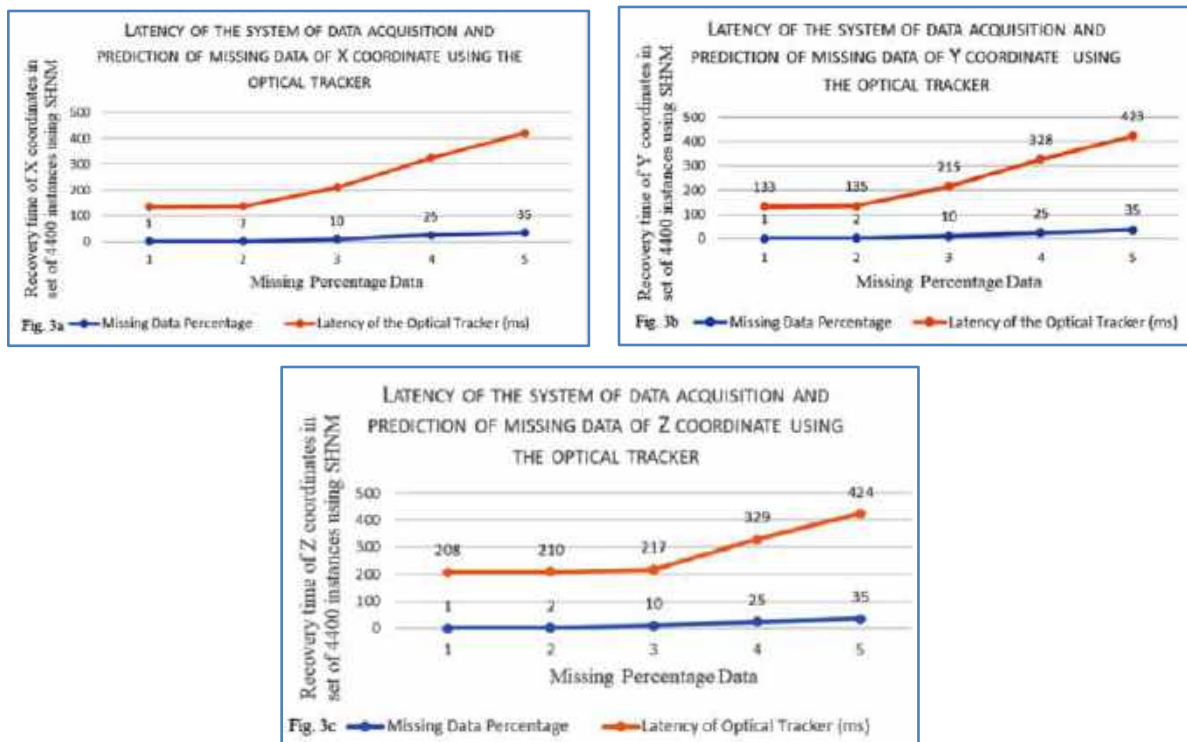 LATENCY OF THE SYSTEM OF DATA ACQUISITION AND
PREDICTION OF MISSING DATA OF X COORDINATE USING THE
OPTICAL TRACKER
Recovery time of X coordinates in
set of 4400 instances using SHNM
500
400
300
200
100
0
1 2 10 25 35
1 2 3 4 5
Missing Percentage Data
Fig. 3a Missing Data Percentage Latency of the Optical Tracker (ms)
LATENCY OF THE SYSTEM OF DATA ACQUISITION AND
PREDICTION OF MISSING DATA OF Y COORDINATE USING
THE OPTICAL TRACKER
Recovery time of Y coordinates in
set of 4400 instances using SHNM
500
400
300
200
100
0
133 135 215 328 423
1 2 10 25 35
1 2 3 4 5
Missing Percentage Data
Fig. 3b Missing Data Percentage Latency of the Optical Tracker (ms)
LATENCY OF THE SYSTEM OF DATA ACQUISITION AND
PREDICTION OF MISSING DATA OF Z COORDINATE USING
THE OPTICAL TRACKER
Recovery time of Z coordinates in
set of 4400 instances using SHNM
500
400
300
200
100
0
208 210 217 329 424
1 2 10 25 35
1 2 3 4 5
Missing Percentage Data
Fig. 3c Missing Data Percentage Latency of Optical Tracker (ms)